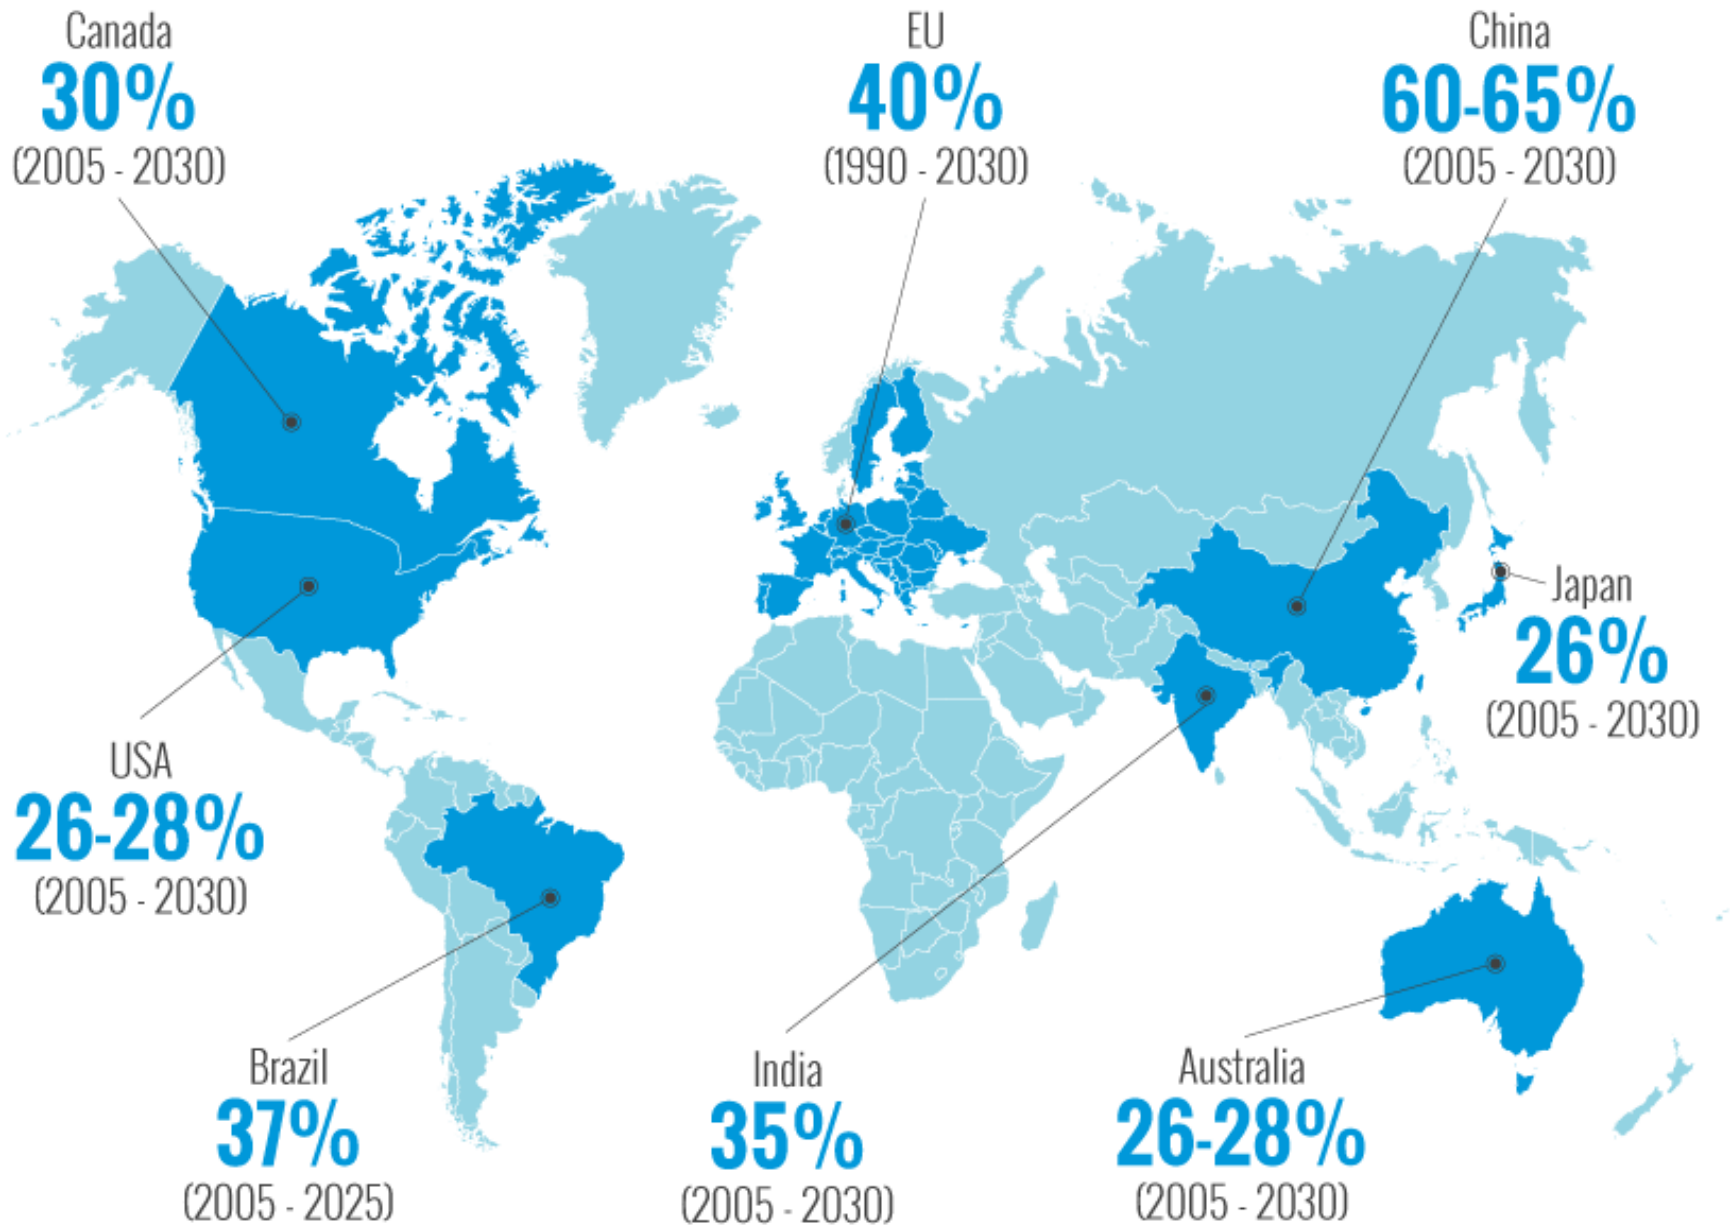 Canada
30%
(2005 - 2030)
EU
40%
(1990 - 2030)
China
60-65%
(2005 - 2030)
Japan
26%
(2005 - 2030)
USA
26-28%
(2005 - 2030)
Brazil
37%
(2005 - 2025)
India
35%
(2005 - 2030)
Australia
26-28%
(2005 - 2030)